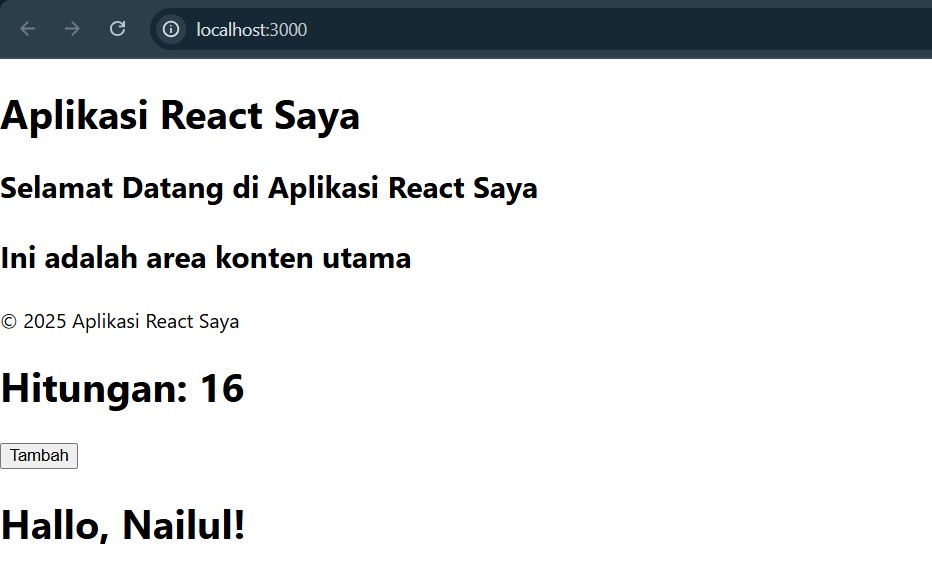 localhost:3000
Aplikasi React Saya
Selamat Datang di Aplikasi React Saya
Ini adalah area konten utama
© 2025 Aplikasi React Saya
Hitungan: 16
Tambah
Hallo, Nailul!